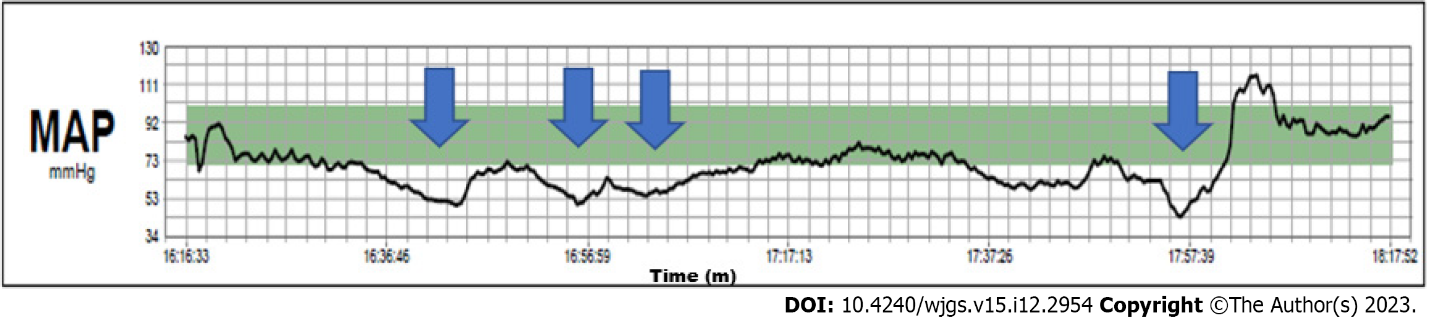 130
111
92
73
53
34
MAP
mmHg
16:16:33 16:36:46 16:56:59 17:17:13 17:37:26 17:57:39 18:17:52
Time (m)
DOI: 10.4240/wjgs.v15.i12.2954 Copyright ©The Author(s) 2023.